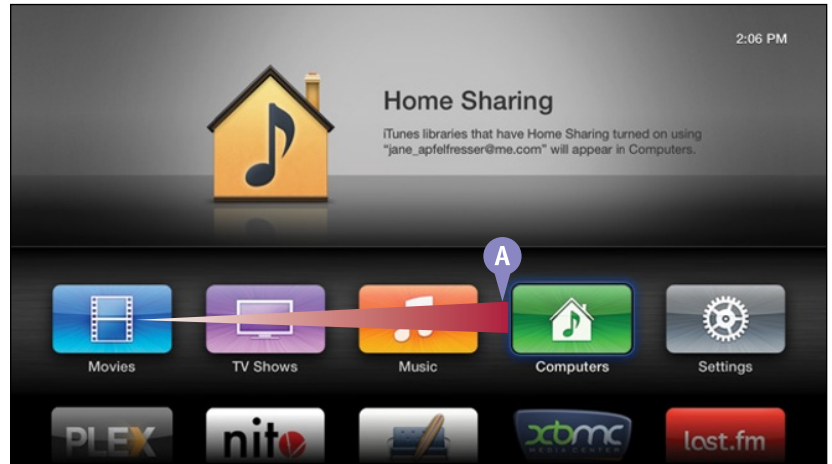 2:06 PM
Home Sharing
iTunes libraries that have Home Sharing turned on using
“jane_apfelfresser@me.com” will appear in Computers.
A
Movies
TV Shows
Music
Computers
Settings
PLEX
nito
xbmc
MEDIA CENTER
last.fm